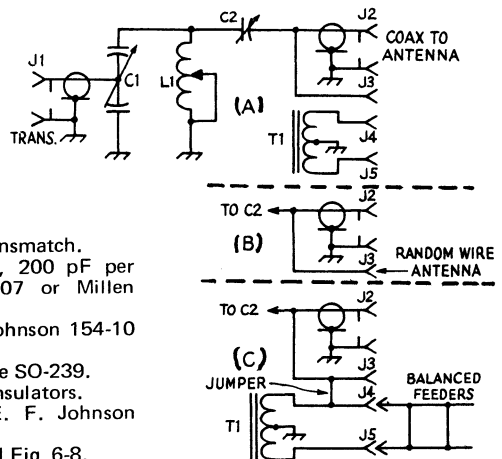 C2
J2
J1
COAX TO
ANTENNA
C1
L1
J3
(A)
TRANS.
T1
J4
J5
J2
TO C2
(B)
RANDOM WIRE
J3
ANTENNA
nsmatch.
, 200 pF per
07 or Millen
ohnson 154-10
e SO-239.
nsulators.
E. F. Johnson
d Fig. 6-8.
J2
TO C2
(C)
J3
JUMPER
J4
BALANCED
FEEDERS
T1
J5